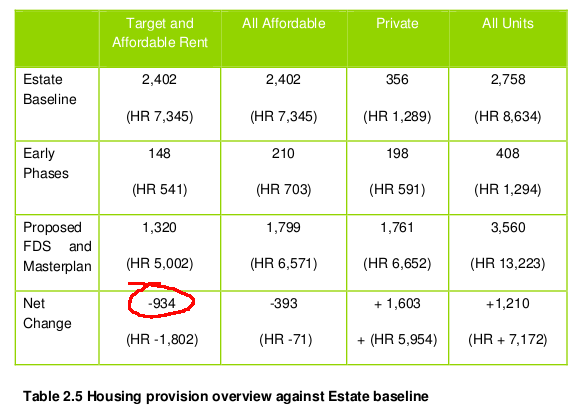 Target and Affordable Rent All Affordable Private All Units
Estate Baseline 2,402 2,402 356 2,758
(HR 7,345) (HR 7,345) (HR 1,289) (HR 8,634)
Early Phases 148 210 198 408
(HR 541) (HR 703) (HR 591) (HR 1,294)
Proposed FDS and Masterplan 1,320 1,799 1,761 3,560
(HR 5,002) (HR 6,571) (HR 6,652) (HR 13,223)
Net Change -934 -393 + 1,603 +1,210
(HR -1,802) (HR -71) + (HR 5,954) (HR + 7,172)
Table 2.5 Housing provision overview against Estate baseline